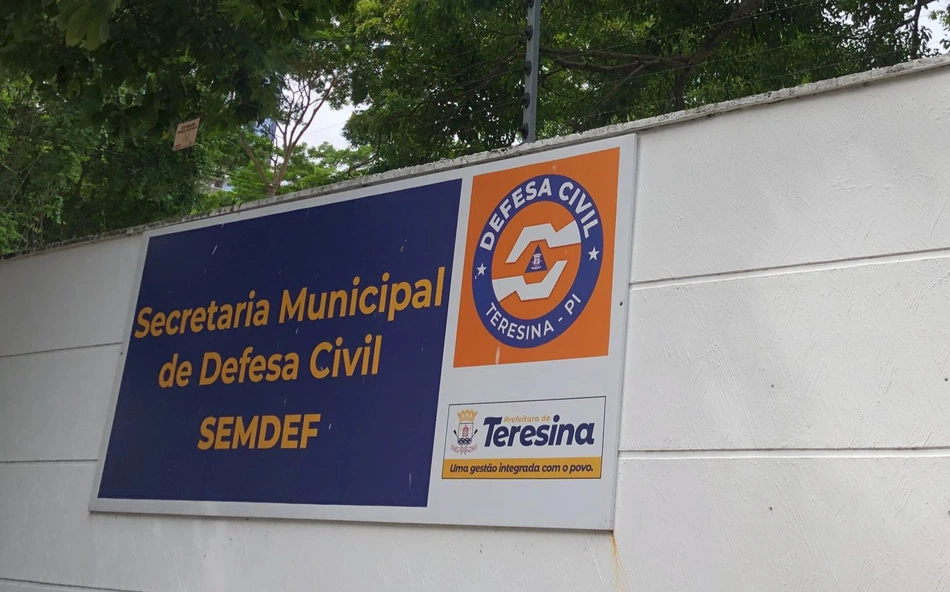 Secretaria Municipal
de Defesa Civil
SEMDEF
DEFESA CIVIL
TERESINA - PI
Prefeitura de
Teresina
Uma gestão integrada com o povo.